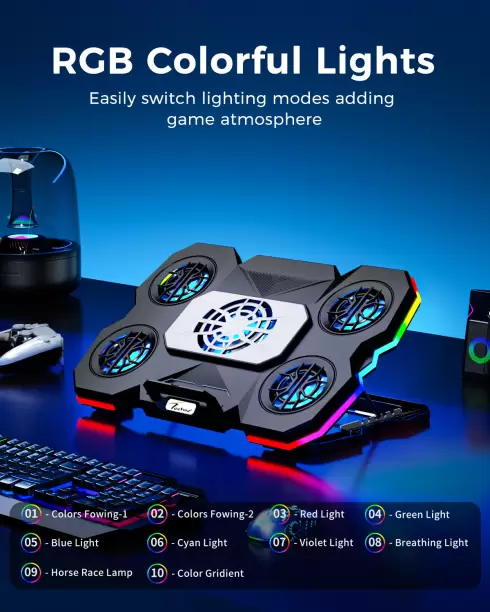 RGB Colorful Lights
Easily switch lighting modes adding
game atmosphere
01 - Colors Fowing-1 02 - Colors Fowing-2 03 - Red Light 04 - Green Light
05 - Blue Light 06 - Cyan Light 07 - Violet Light 08 - Breathing Light
09 - Horse Race Lamp 10 - Color Gridient